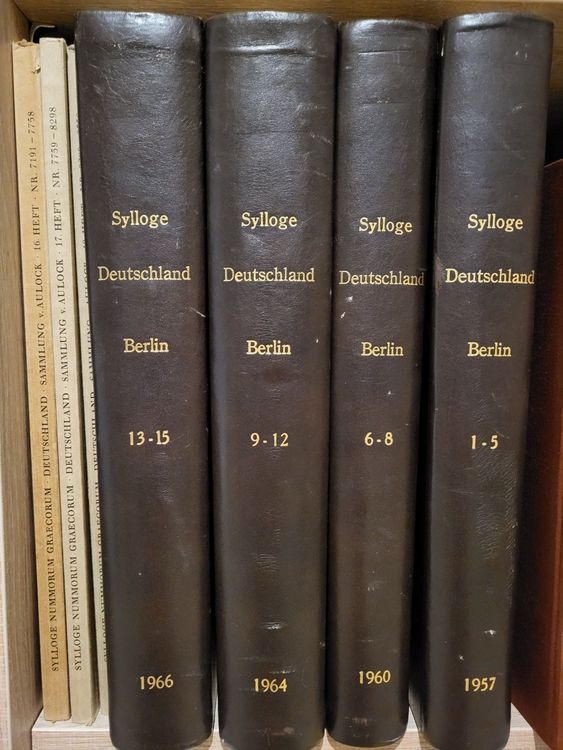 SYLLOGE NUMMORUM GRAECORUM · DEUTSCHLAND · SAMMLUNG v. AULOCK · 16. HEFT · NR. 7191–7758
SYLLOGE NUMMORUM GRAECORUM · DEUTSCHLAND · SAMMLUNG v. AULOCK · 17. HEFT · NR. 7759–8298
Sylloge
Deutschland
Berlin
13-15
1966
Sylloge
Deutschland
Berlin
9-12
1964
Sylloge
Deutschland
Berlin
6-8
1960
Sylloge
Deutschland
Berlin
1-5
1957